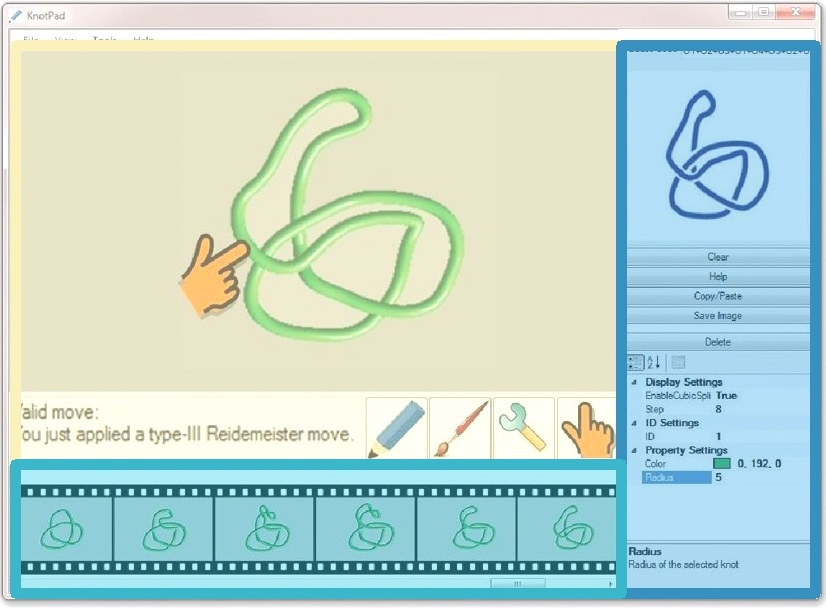 KnotPad
File View Tools Help
Clear
Help
Copy/Paste
Save Image
Delete
Display Settings
EnableCubicSpli True
Step 8
ID Settings
ID 1
Property Settings
Color 0, 192, 0
Radius 5
alid move:
ou just applied a type-III Reidemeister move.
Radius
Radius of the selected knot